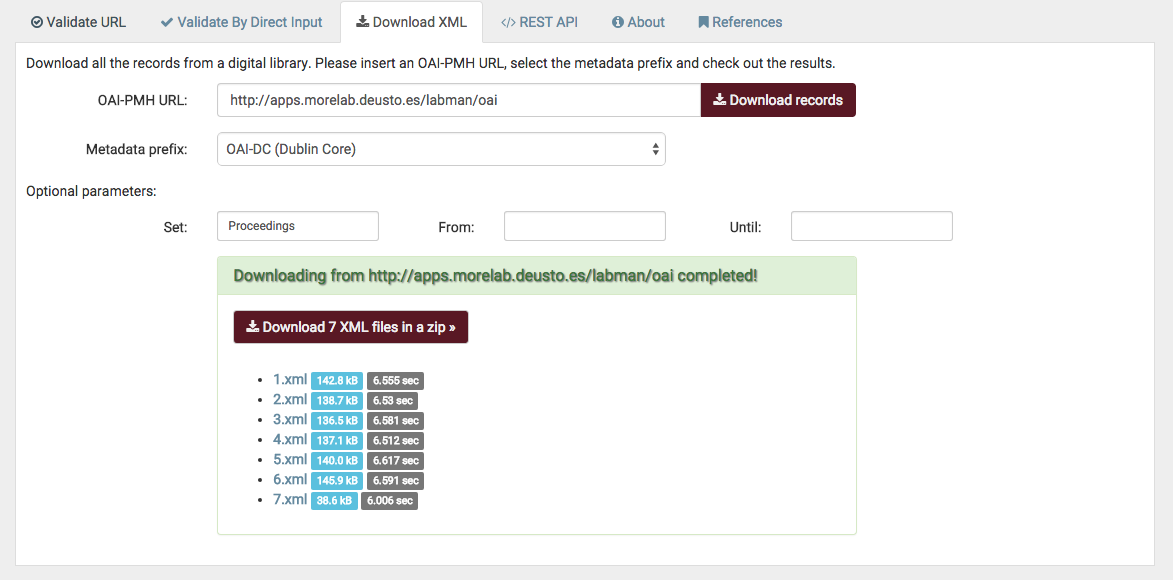 Validate URL Validate By Direct Input Download XML </> REST API About References
Download all the records from a digital library. Please insert an OAI-PMH URL, select the metadata prefix and check out the results.
OAI-PMH URL: http://apps.morelab.deusto.es/labman/oai Download records
Metadata prefix: OAI-DC (Dublin Core)
Optional parameters:
Set: Proceedings From: Until:
Downloading from http://apps.morelab.deusto.es/labman/oai completed!
Download 7 XML files in a zip »
1.xml 142.8 kB 6.555 sec
2.xml 138.7 kB 6.53 sec
3.xml 136.5 kB 6.581 sec
4.xml 137.1 kB 6.512 sec
5.xml 140.0 kB 6.617 sec
6.xml 145.9 kB 6.591 sec
7.xml 38.6 kB 6.006 sec